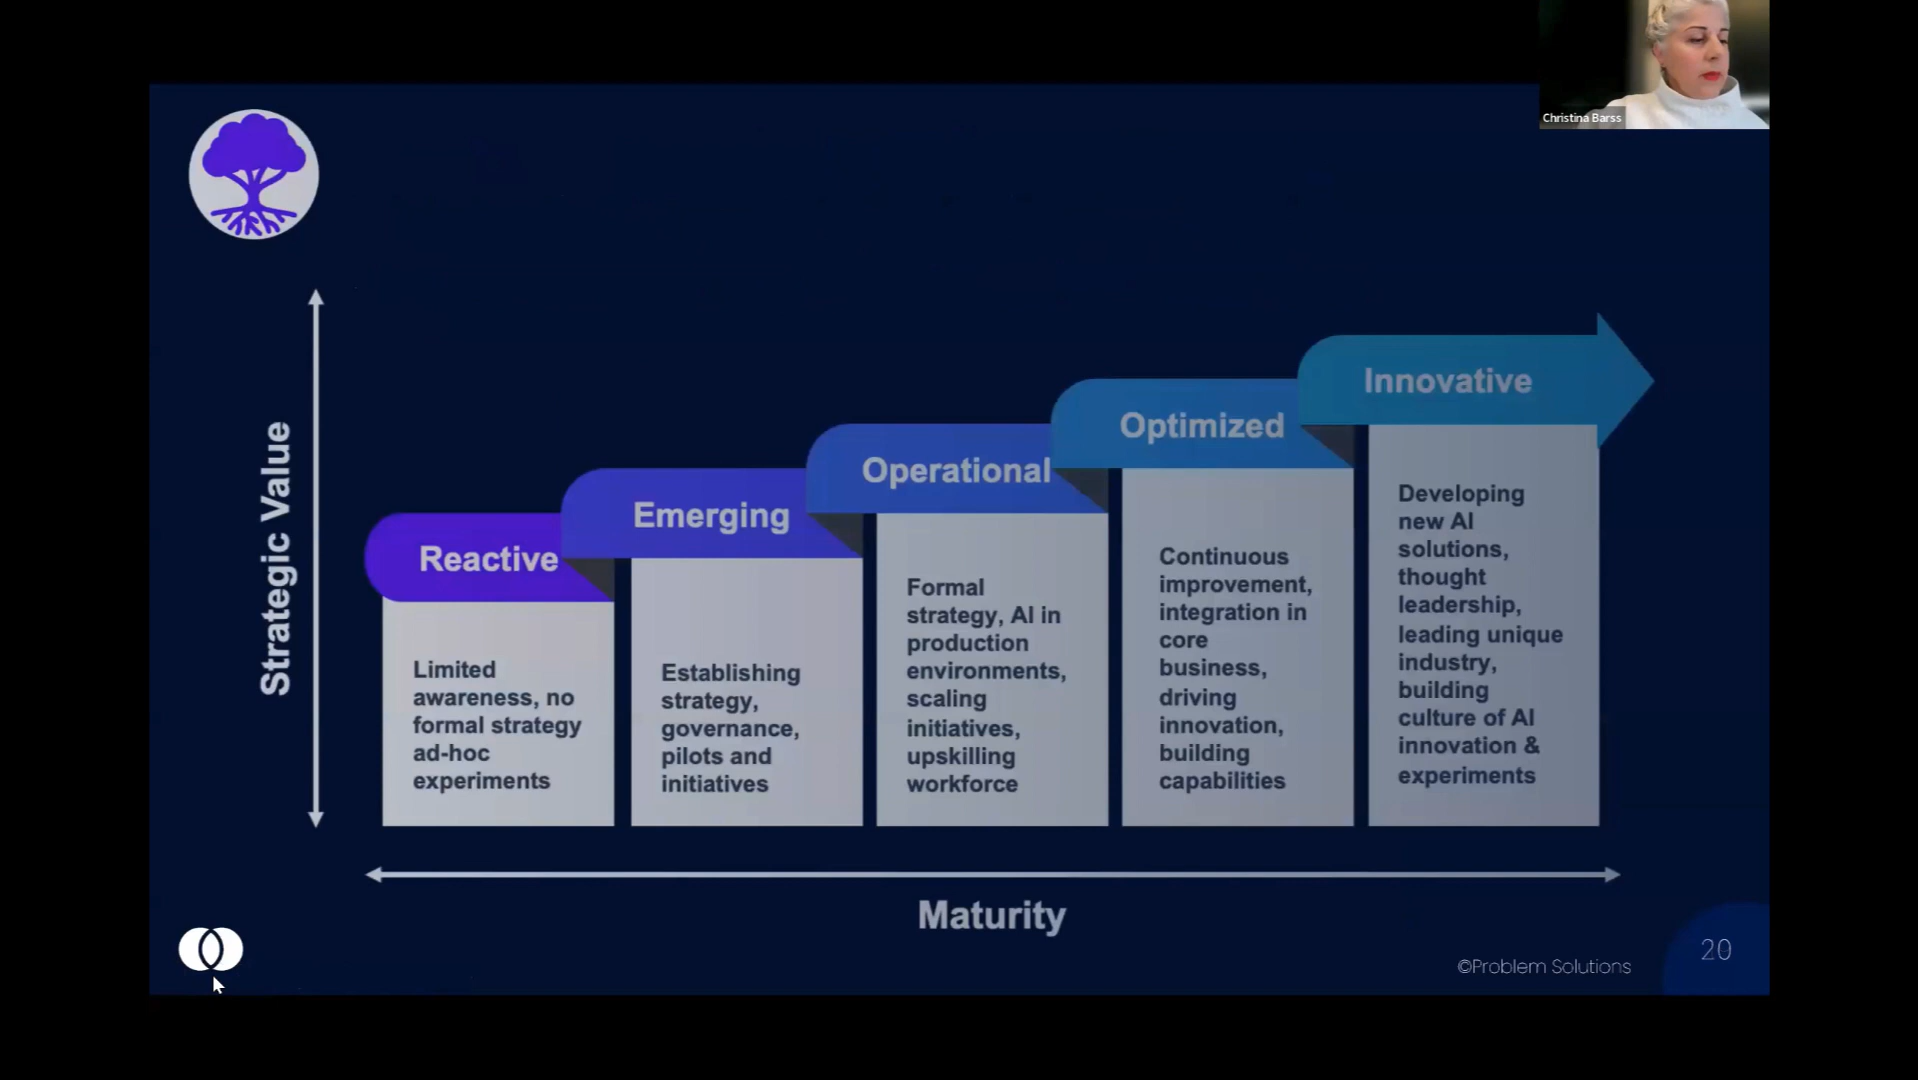 Christina Barss
Strategic Value
Reactive
Limited
awareness, no
formal strategy
ad-hoc
experiments
Emerging
Establishing
strategy,
governance,
pilots and
initiatives
Operational
Formal
strategy, AI in
production
environments,
scaling
initiatives,
upskilling
workforce
Optimized
Continuous
improvement,
integration in
core
business,
driving
innovation,
building
capabilities
Innovative
Developing
new AI
solutions,
thought
leadership,
leading unique
industry,
building
culture of AI
innovation &
experiments
Maturity
©Problem Solutions
20